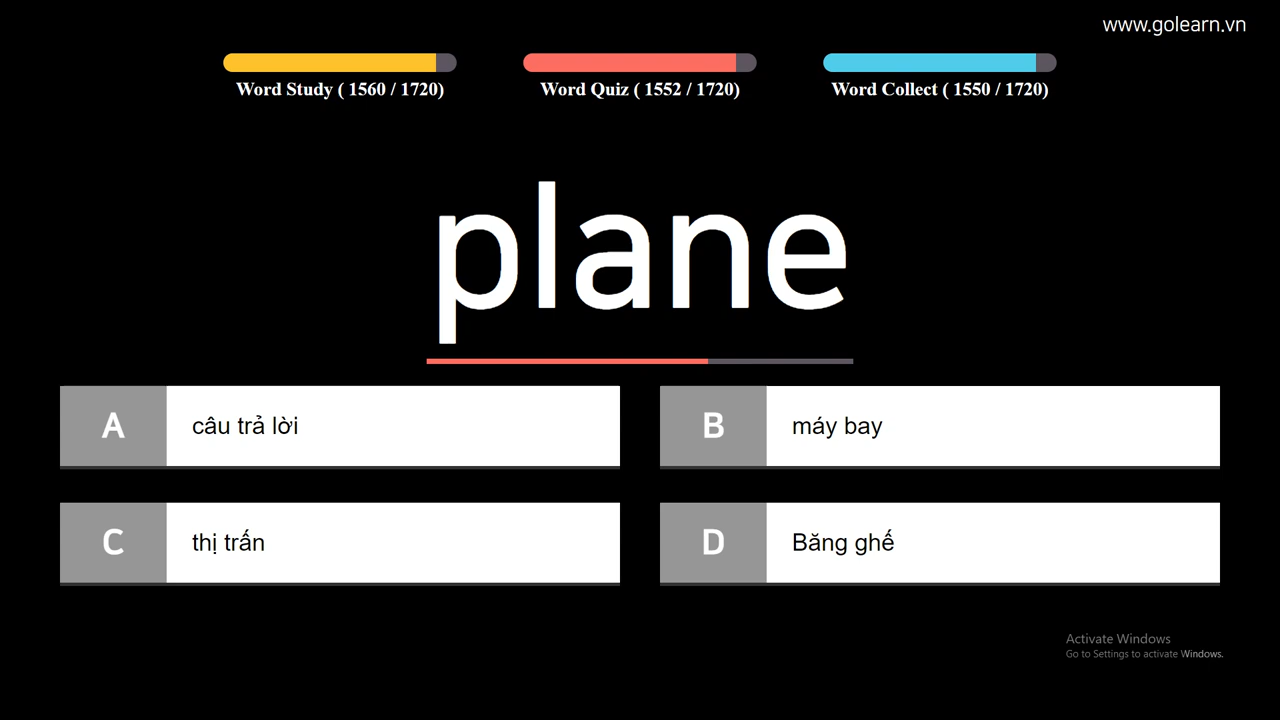 www.golearn.vn
Word Study ( 1560 / 1720)
Word Quiz ( 1552 / 1720)
Word Collect ( 1550 / 1720)
plane
A câu trả lời
B máy bay
C thị trấn
D Băng ghế
Activate Windows
Go to Settings to activate Windows.